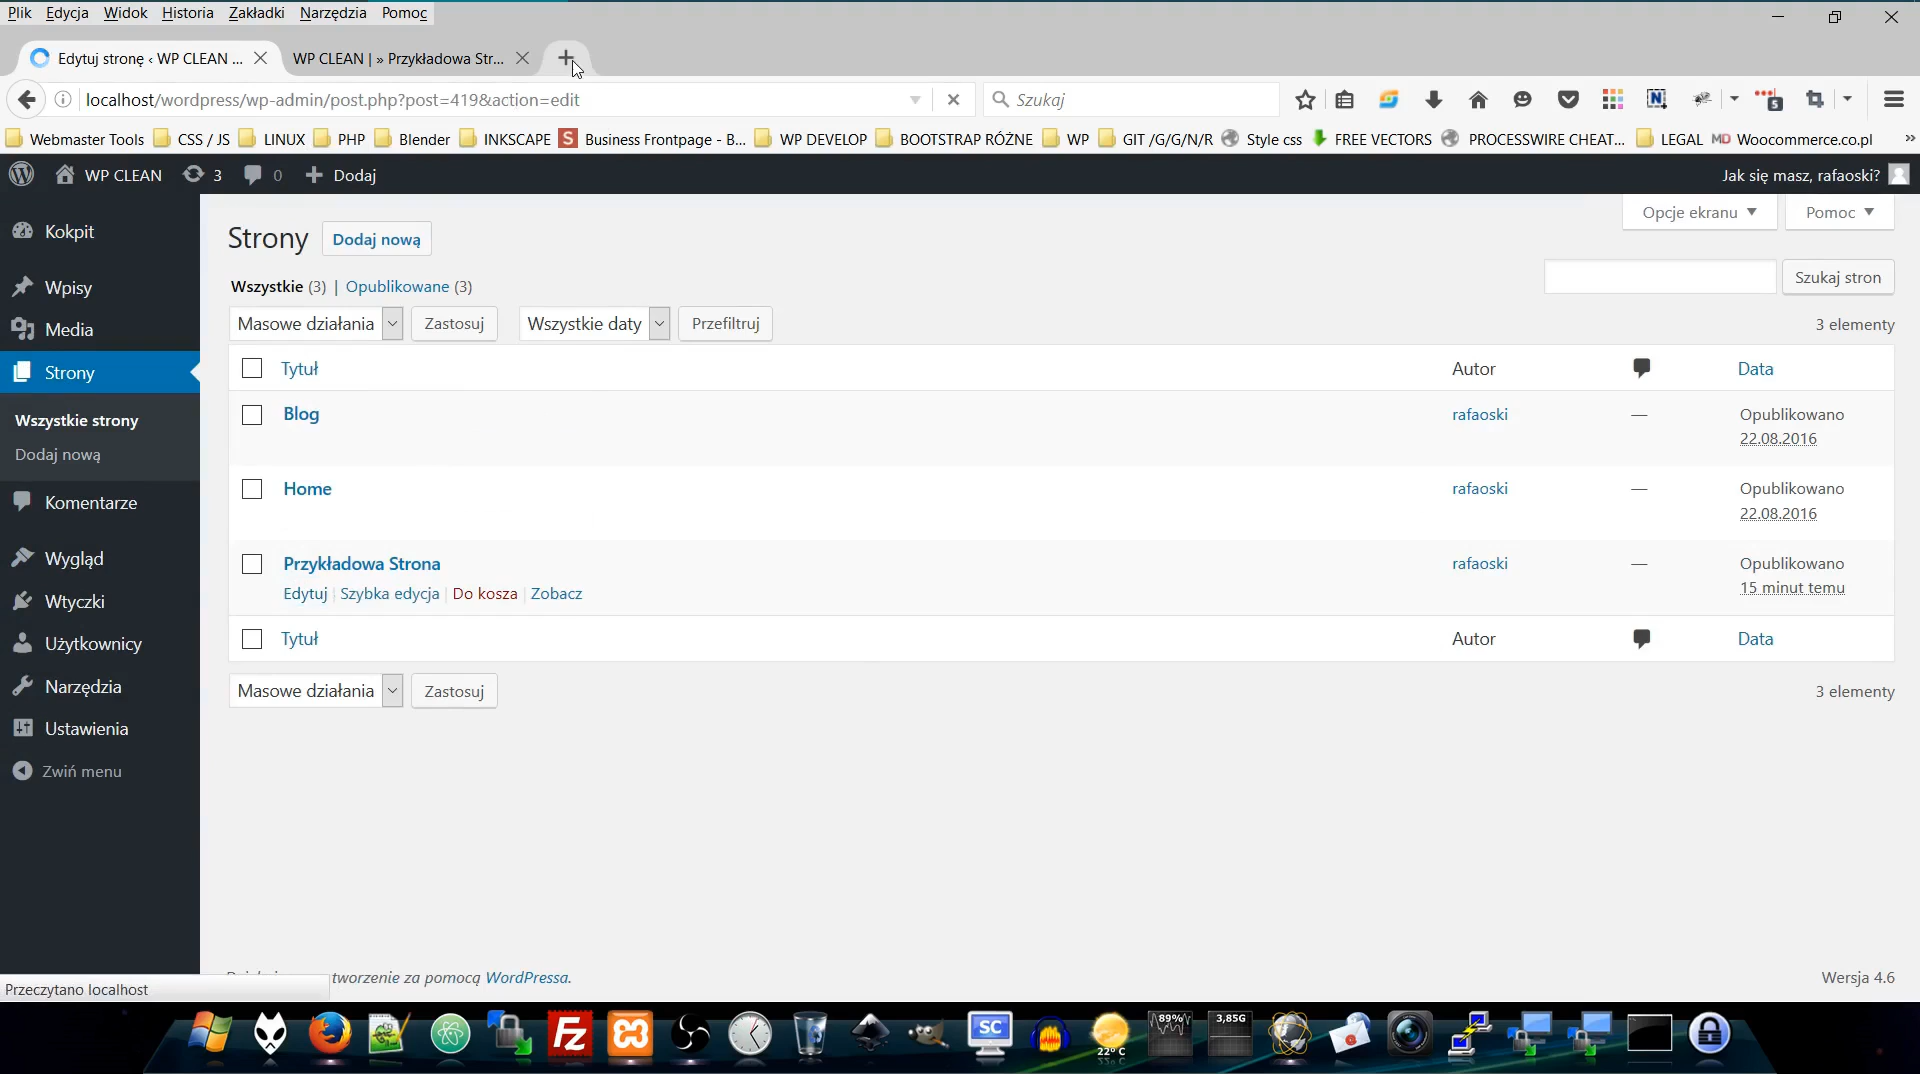 Plik Edycja Widok Historia Zakładki Narzędzia Pomoc
Edytuj stronę ‹ WP CLEAN ... WP CLEAN | » Przykładowa Str...
localhost/wordpress/wp-admin/post.php?post=419&action=edit Szukaj
Webmaster Tools CSS / JS LINUX PHP Blender INKSCAPE Business Frontpage - B... WP DEVELOP BOOTSTRAP RÓŻNE WP GIT /G/G/N/R Style css FREE VECTORS PROCESSWIRE CHEAT... LEGAL MD Woocommerce.co.pl »
WP CLEAN 3 0 Dodaj Jak się masz, rafaoski?
Opcje ekranu Pomoc
Kokpit
Wpisy
Media
Strony
Wszystkie strony
Dodaj nową
Komentarze
Wygląd
Wtyczki
Użytkownicy
Narzędzia
Ustawienia
Zwiń menu
Strony Dodaj nową
Wszystkie (3) | Opublikowane (3)
Szukaj stron
Masowe działania Zastosuj Wszystkie daty Przefiltruj 3 elementy
Tytuł Autor Data
Blog rafaoski — Opublikowano
22.08.2016
Home rafaoski — Opublikowano
22.08.2016
Przykładowa Strona rafaoski — Opublikowano
Edytuj | Szybka edycja | Do kosza | Zobacz 15 minut temu
Tytuł Autor Data
Masowe działania Zastosuj 3 elementy
tworzenie za pomocą WordPressa. Wersja 4.6
Przeczytano localhost
Fz SC 22° C 89% 3,85G